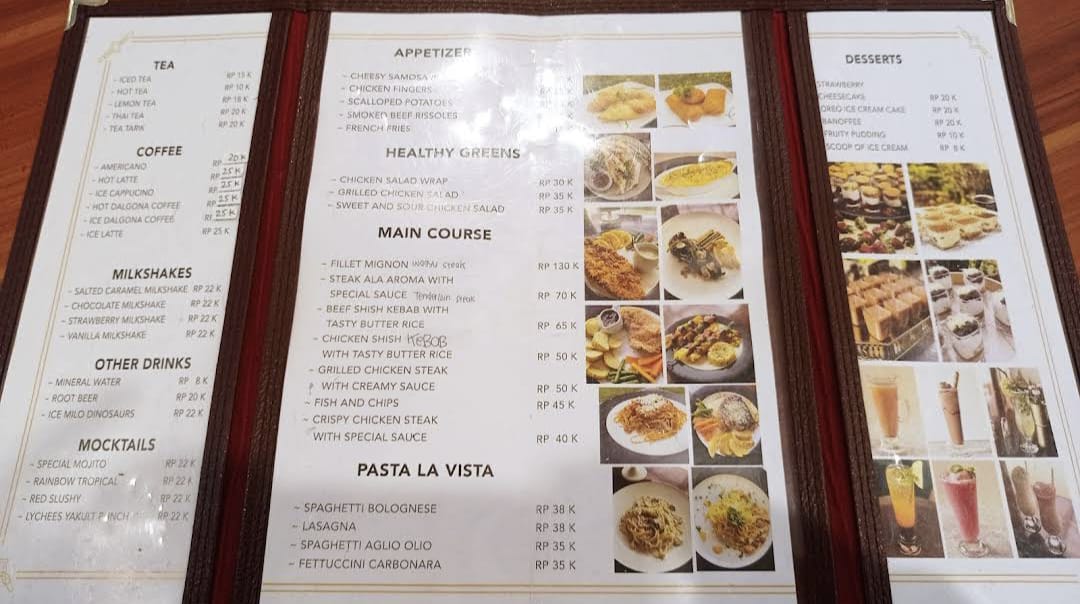 TEA
- ICED TEA RP 15 K
- HOT TEA RP 10 K
- LEMON TEA RP 18 K
- THAI TEA RP 20 K
- TEA TARIK RP 20 K
COFFEE
- AMERICANO RP 20 K
- HOT LATTE RP 25 K
- ICE CAPPUCINO RP 25 K
- HOT DALGONA COFFEE RP 25 K
- ICE DALGONA COFFEE 25 K
- ICE LATTE RP 25 K
MILKSHAKES
- SALTED CARAMEL MILKSHAKE RP 22 K
- CHOCOLATE MILKSHAKE RP 22 K
- STRAWBERRY MILKSHAKE RP 22 K
- VANILLA MILKSHAKE RP 22 K
OTHER DRINKS
- MINERAL WATER RP 8 K
- ROOT BEER RP 20 K
- ICE MILO DINOSAURS RP 22 K
MOCKTAILS
- SPECIAL MOJITO RP 22 K
- RAINBOW TROPICAL RP 22 K
- RED SLUSHY RP 22 K
- LYCHEES YAKULT PUNCH RP 22 K
APPETIZER
~ CHEESY SAMOSA K
~ CHICKEN FINGERS K
~ SCALLOPED POTATOES K
~ SMOKED BEEF RISSOLES K
~ FRENCH FRIES K
HEALTHY GREENS
~ CHICKEN SALAD WRAP RP 30 K
~ GRILLED CHICKEN SALAD RP 35 K
~ SWEET AND SOUR CHICKEN SALAD RP 35 K
MAIN COURSE
~ FILLET MIGNON wagyu steak RP 130 K
~ STEAK ALA AROMA WITH
SPECIAL SAUCE Tenderloin steak RP 70 K
~ BEEF SHISH KEBAB WITH
TASTY BUTTER RICE RP 65 K
~ CHICKEN SHISH KEBOB
WITH TASTY BUTTER RICE RP 50 K
~ GRILLED CHICKEN STEAK
WITH CREAMY SAUCE RP 50 K
~ FISH AND CHIPS RP 45 K
~ CRISPY CHICKEN STEAK
WITH SPECIAL SAUCE RP 40 K
PASTA LA VISTA
~ SPAGHETTI BOLOGNESE RP 38 K
~ LASAGNA RP 38 K
~ SPAGHETTI AGLIO OLIO RP 35 K
~ FETTUCCINI CARBONARA RP 35 K
DESSERTS
STRAWBERRY
CHEESECAKE RP 20 K
OREO ICE CREAM CAKE RP 20 K
BANOFFEE RP 20 K
FRUITY PUDDING RP 10 K
SCOOP OF ICE CREAM RP 8 K